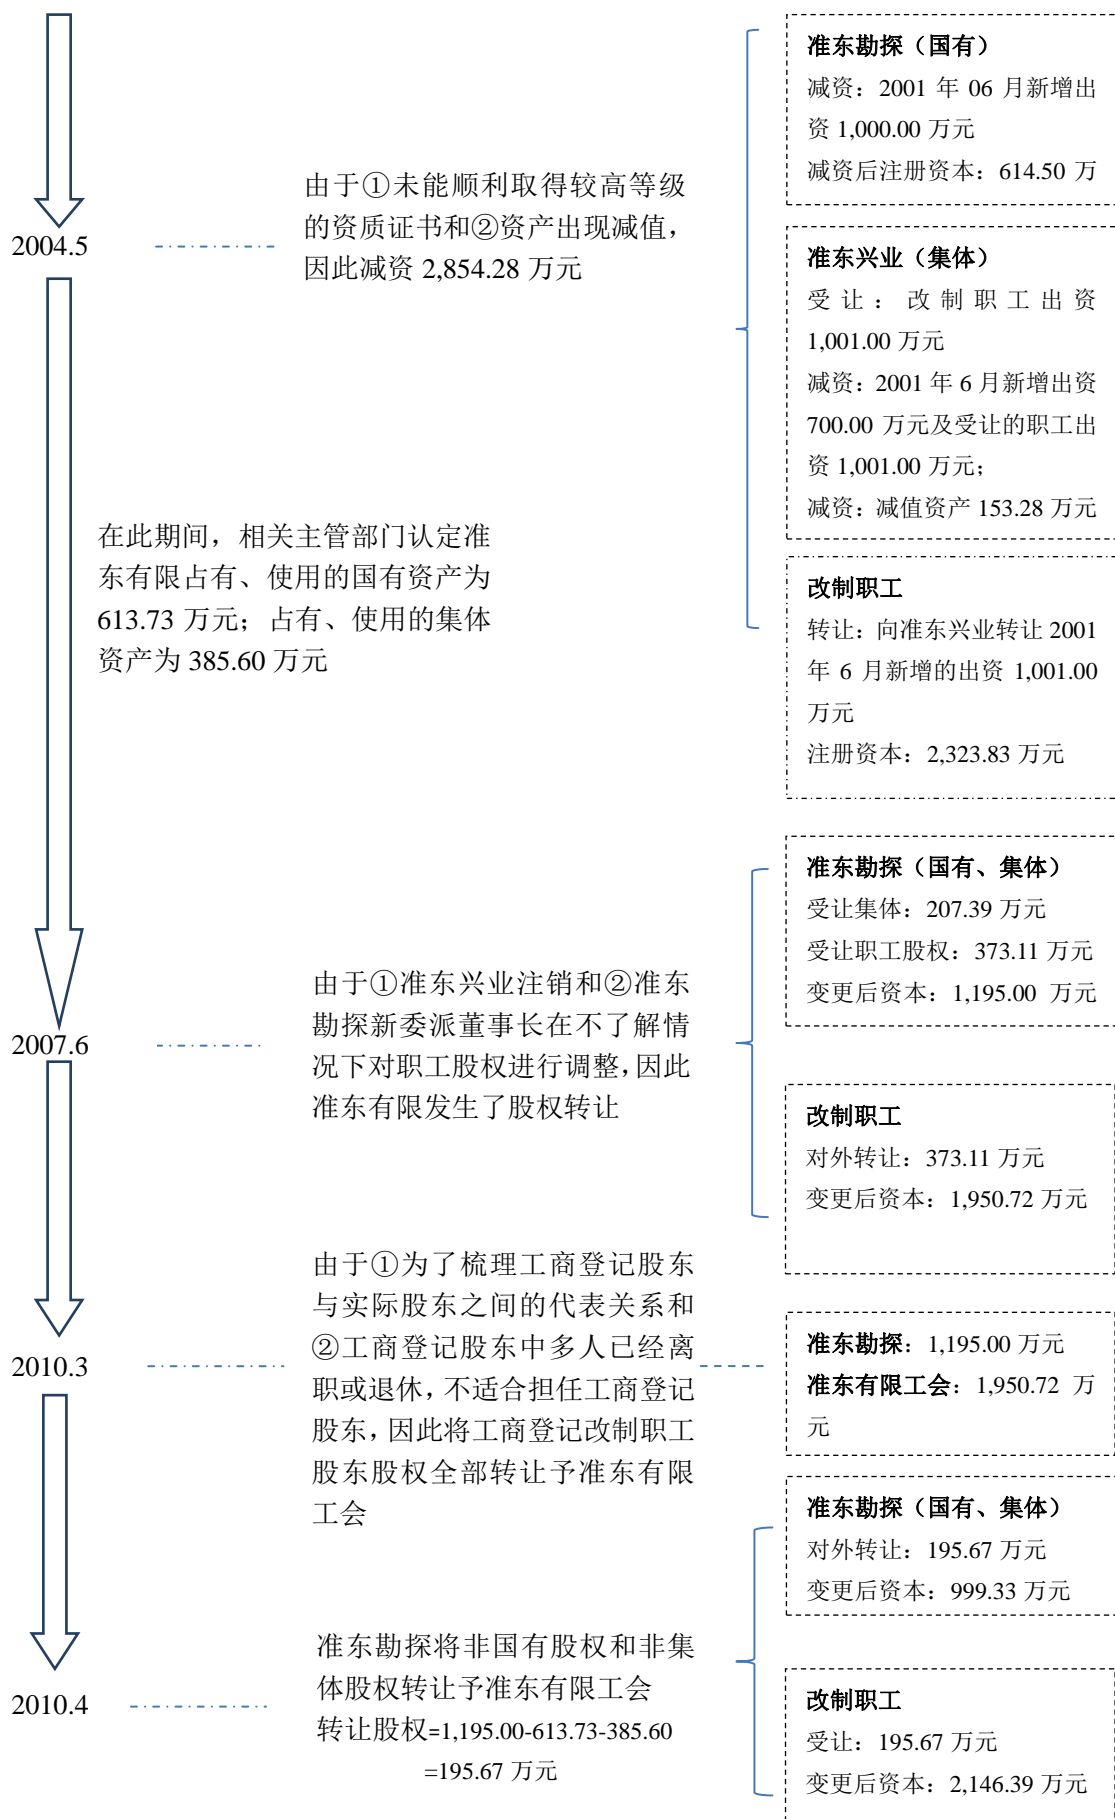 准东勘探（国有）
减资：2001 年 06 月新增出
资 1,000.00 万元
减资后注册资本：614.50 万
由于①未能顺利取得较高等级
的资质证书和②资产出现减值，
因此减资 2,854.28 万元
2004.5
准东兴业（集体）
受让：改制职工出资
1,001.00 万元
减资：2001 年 6 月新增出资
700.00 万元及受让的职工出
资 1,001.00 万元；
减资：减值资产 153.28 万元
在此期间，相关主管部门认定准
东有限占有、使用的国有资产为
613.73 万元；占有、使用的集体
资产为 385.60 万元
改制职工
转让：向准东兴业转让 2001
年 6 月新增的出资 1,001.00
万元
注册资本：2,323.83 万元
准东勘探（国有、集体）
受让集体：207.39 万元
受让职工股权：373.11 万元
变更后资本：1,195.00 万元
由于①准东兴业注销和②准东
勘探新委派董事长在不了解情
况下对职工股权进行调整，因此
准东有限发生了股权转让
2007.6
改制职工
对外转让：373.11 万元
变更后资本：1,950.72 万元
由于①为了梳理工商登记股东
与实际股东之间的代表关系和
②工商登记股东中多人已经离
职或退休，不适合担任工商登记
股东，因此将工商登记改制职工
股东股权全部转让予准东有限
工会
2010.3
准东勘探：1,195.00 万元
准东有限工会：1,950.72 万
元
准东勘探（国有、集体）
对外转让：195.67 万元
变更后资本：999.33 万元
准东勘探将非国有股权和非集
体股权转让予准东有限工会
转让股权=1,195.00-613.73-385.60
=195.67 万元
2010.4
改制职工
受让：195.67 万元
变更后资本：2,146.39 万元